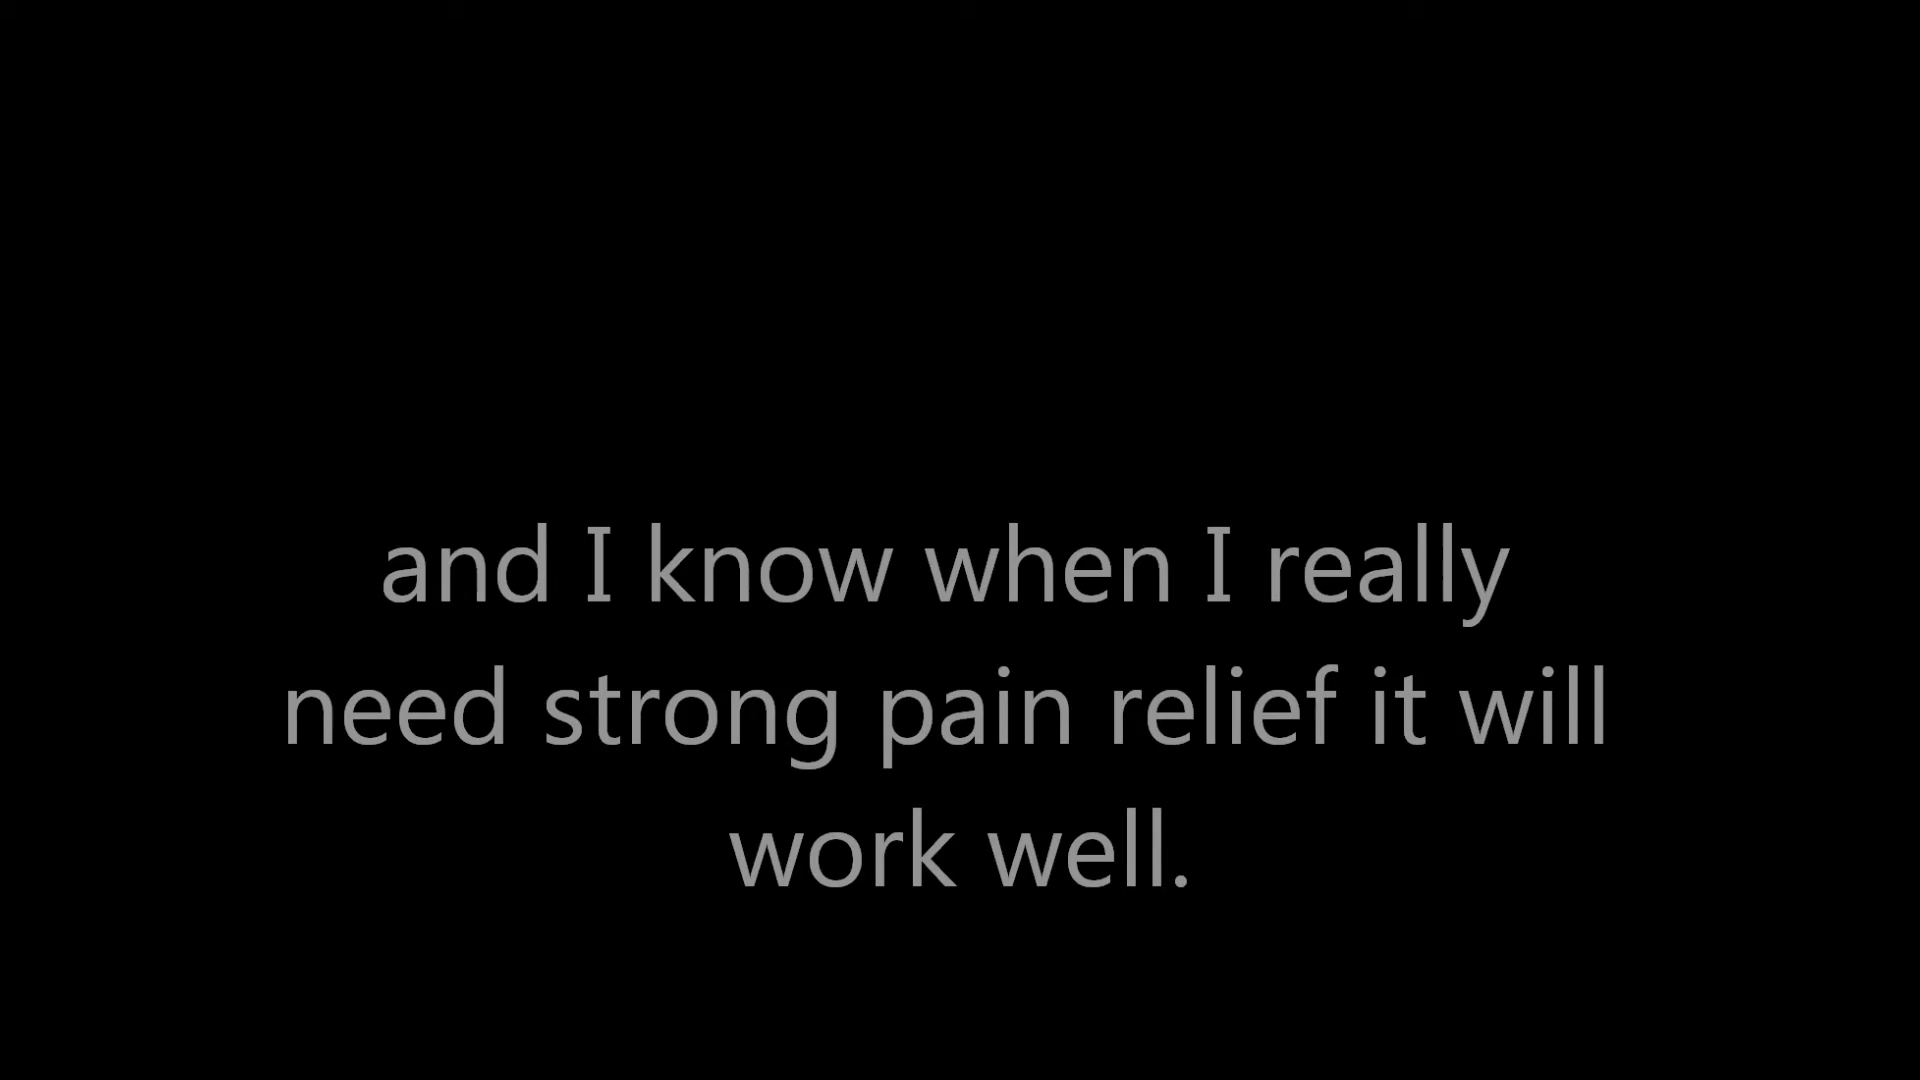 and I know when I really
need strong pain relief it will
work well.